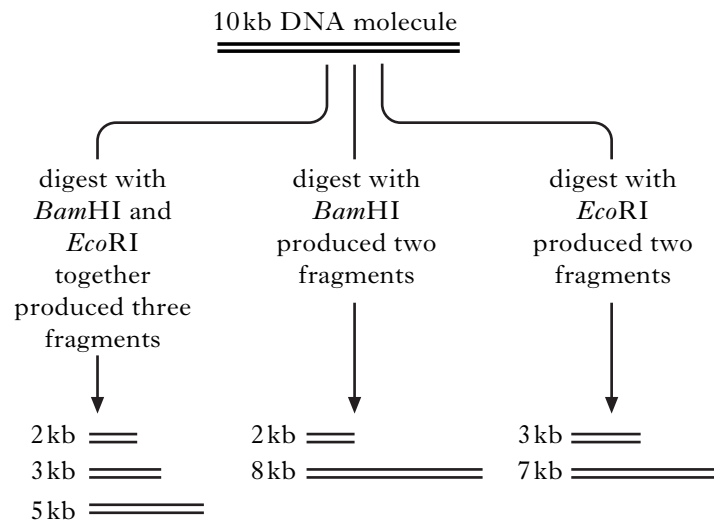 10 kb DNA molecule
digest with
BamHI and
EcoRI
together
produced three
fragments
digest with
BamHI
produced two
fragments
digest with
EcoRI
produced two
fragments
2 kb
3 kb
5 kb
2 kb
8 kb
3 kb
7 kb